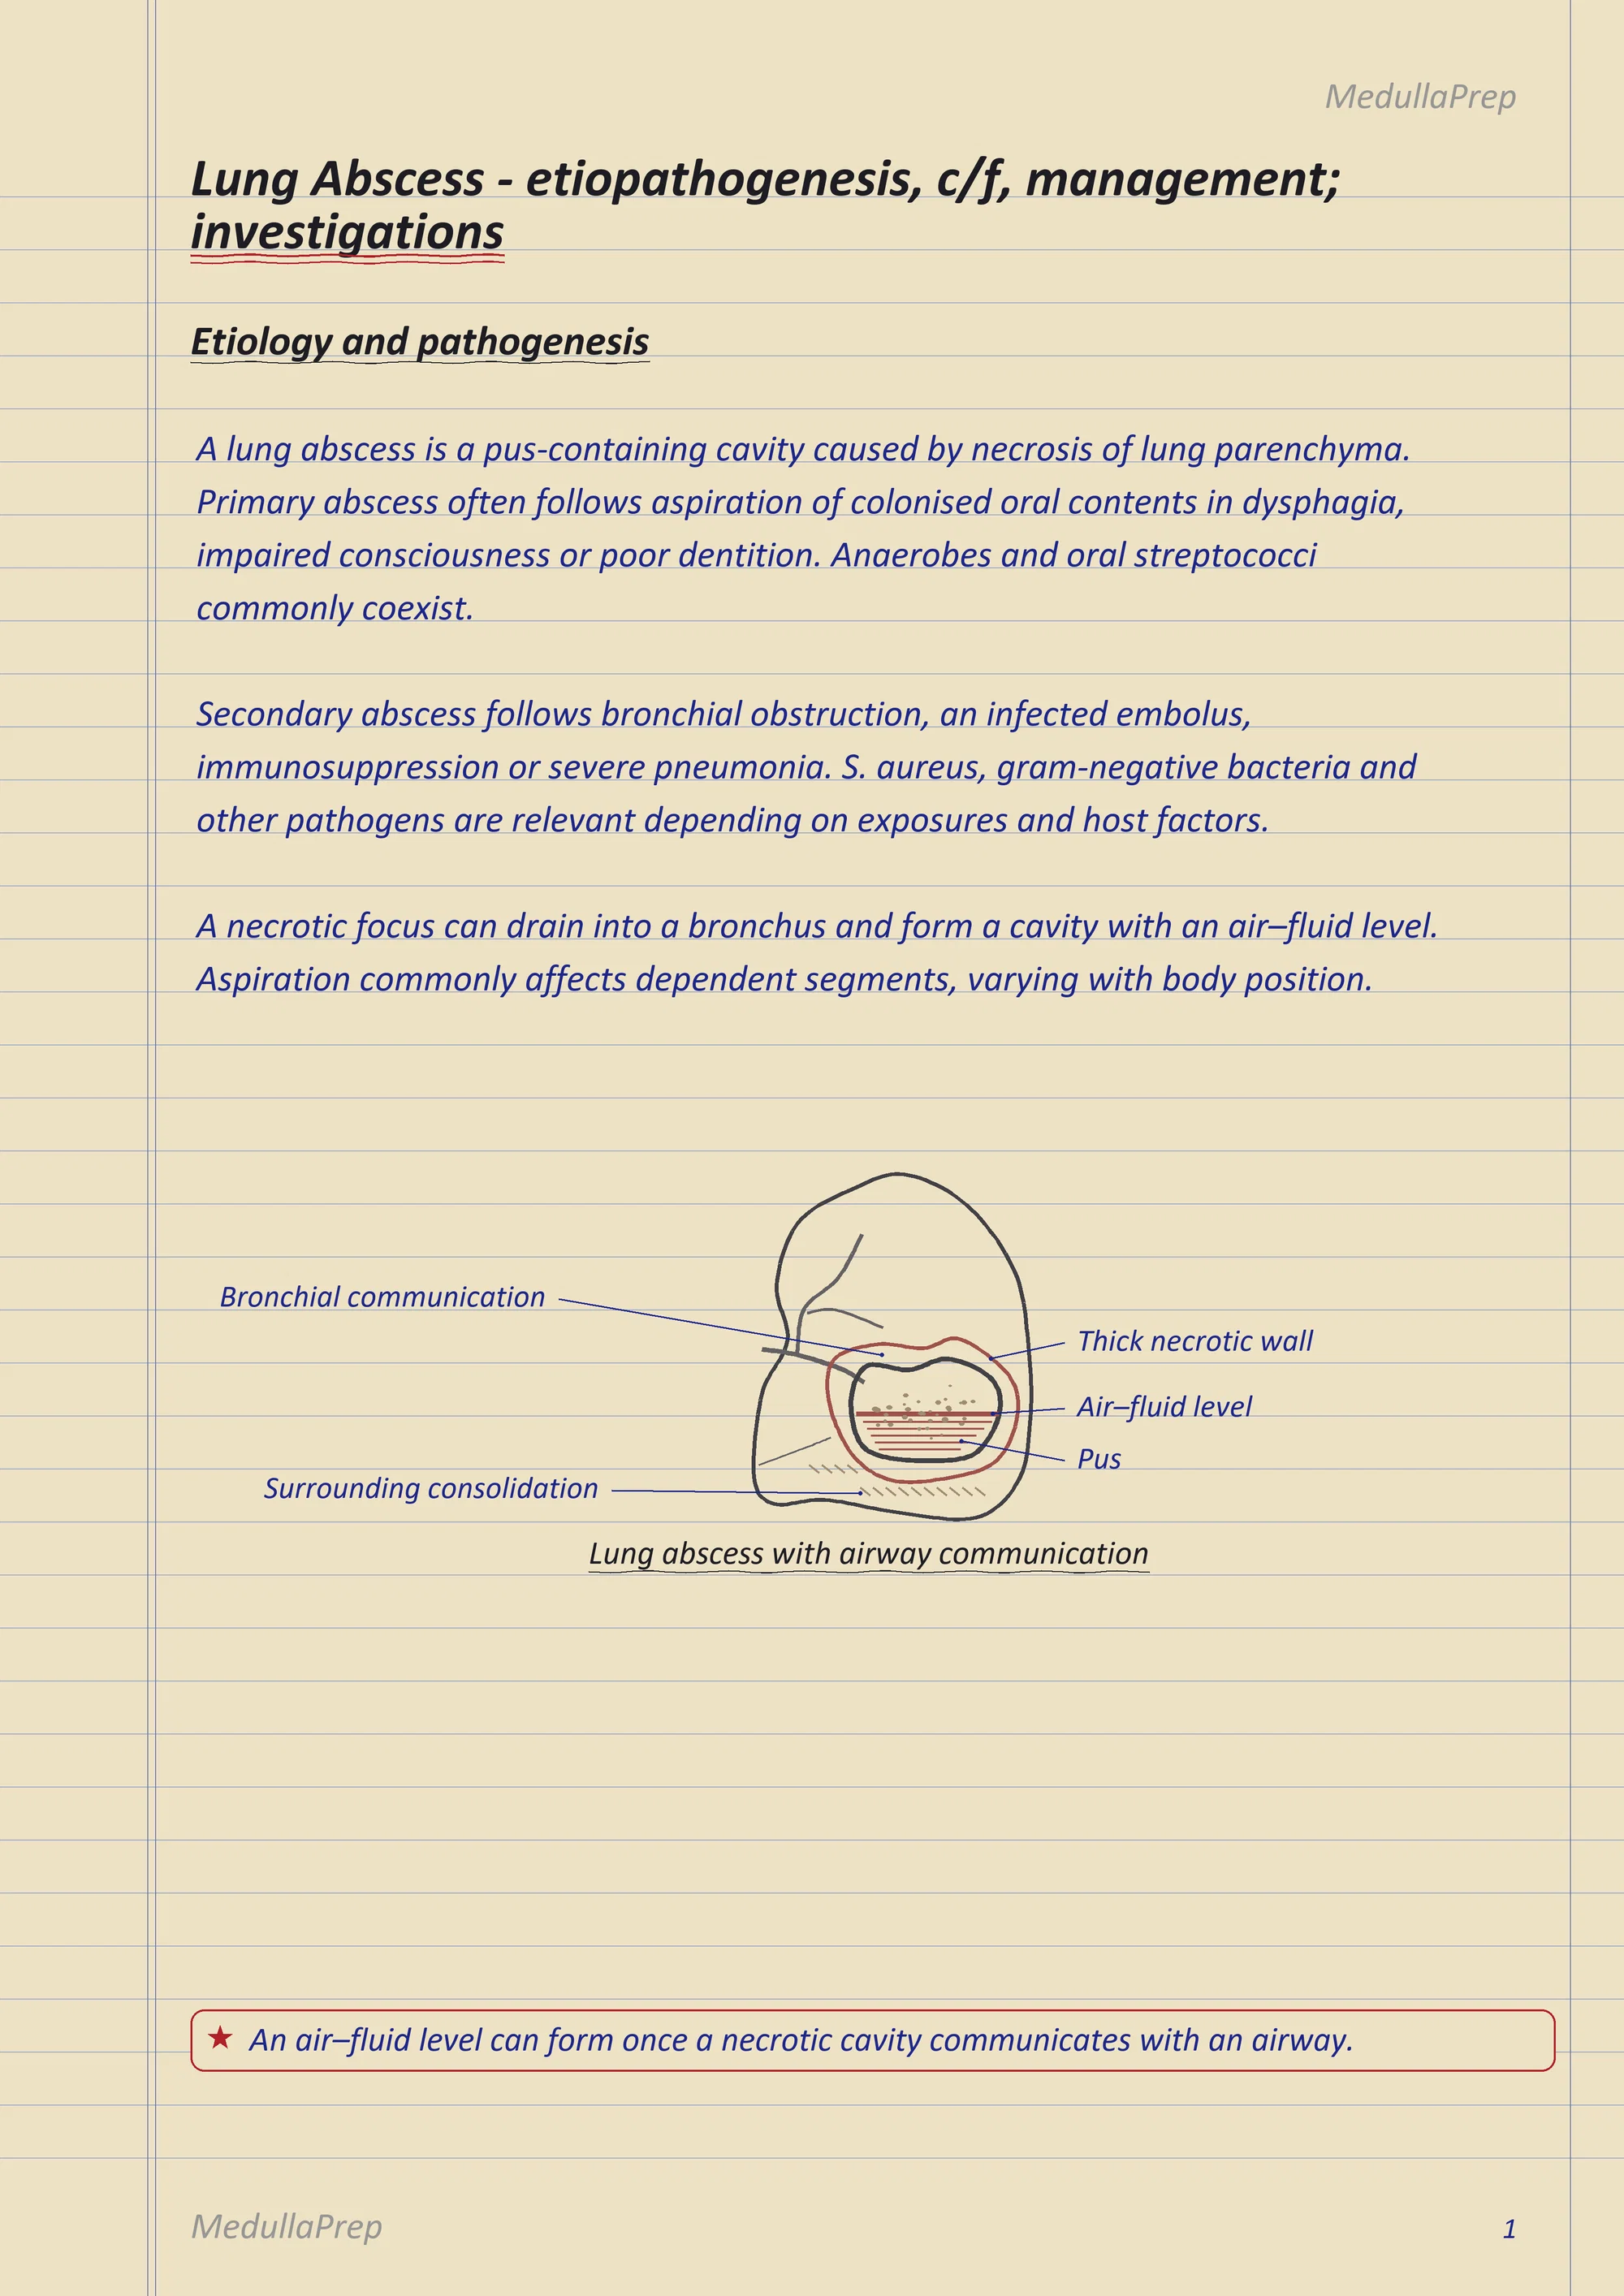 MedullaPrep
Lung Abscess - etiopathogenesis, c/f, management;
investigations
Etiology and pathogenesis
A lung abscess is a pus-containing cavity caused by necrosis of lung parenchyma.
Primary abscess often follows aspiration of colonised oral contents in dysphagia,
impaired consciousness or poor dentition. Anaerobes and oral streptococci
commonly coexist.
Secondary abscess follows bronchial obstruction, an infected embolus,
immunosuppression or severe pneumonia. S. aureus, gram-negative bacteria and
other pathogens are relevant depending on exposures and host factors.
A necrotic focus can drain into a bronchus and form a cavity with an air–fluid level.
Aspiration commonly affects dependent segments, varying with body position.
Bronchial communication
Thick necrotic wall
Air–fluid level
Pus
Surrounding consolidation
Lung abscess with airway communication
★ An air–fluid level can form once a necrotic cavity communicates with an airway.
MedullaPrep
1